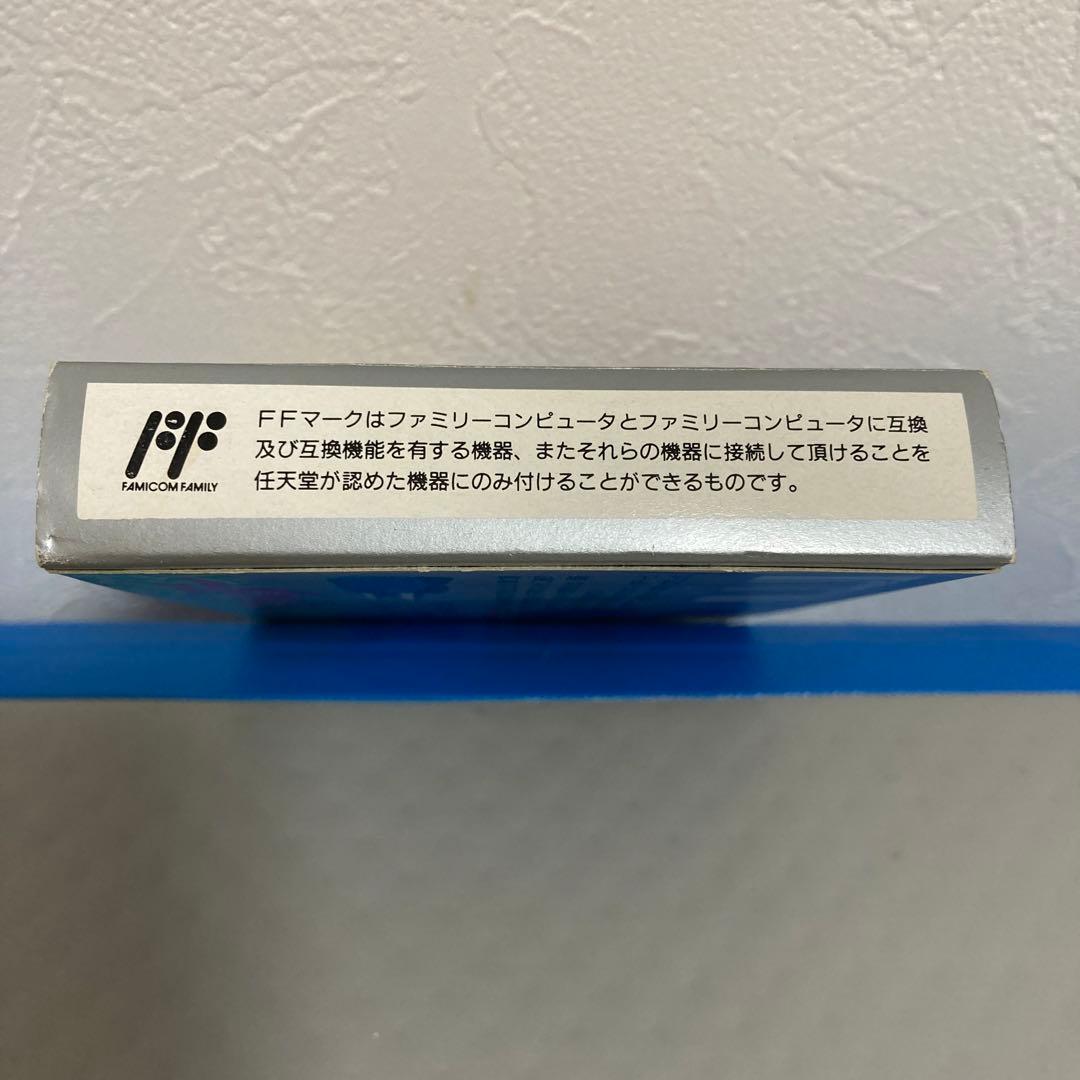 FAMICOM FAMILY
FFマークはファミリーコンピュータとファミリーコンピュータに互換
及び互換機能を有する機器、またそれらの機器に接続して頂けることを
任天堂が認めた機器にのみ付けることができるものです。